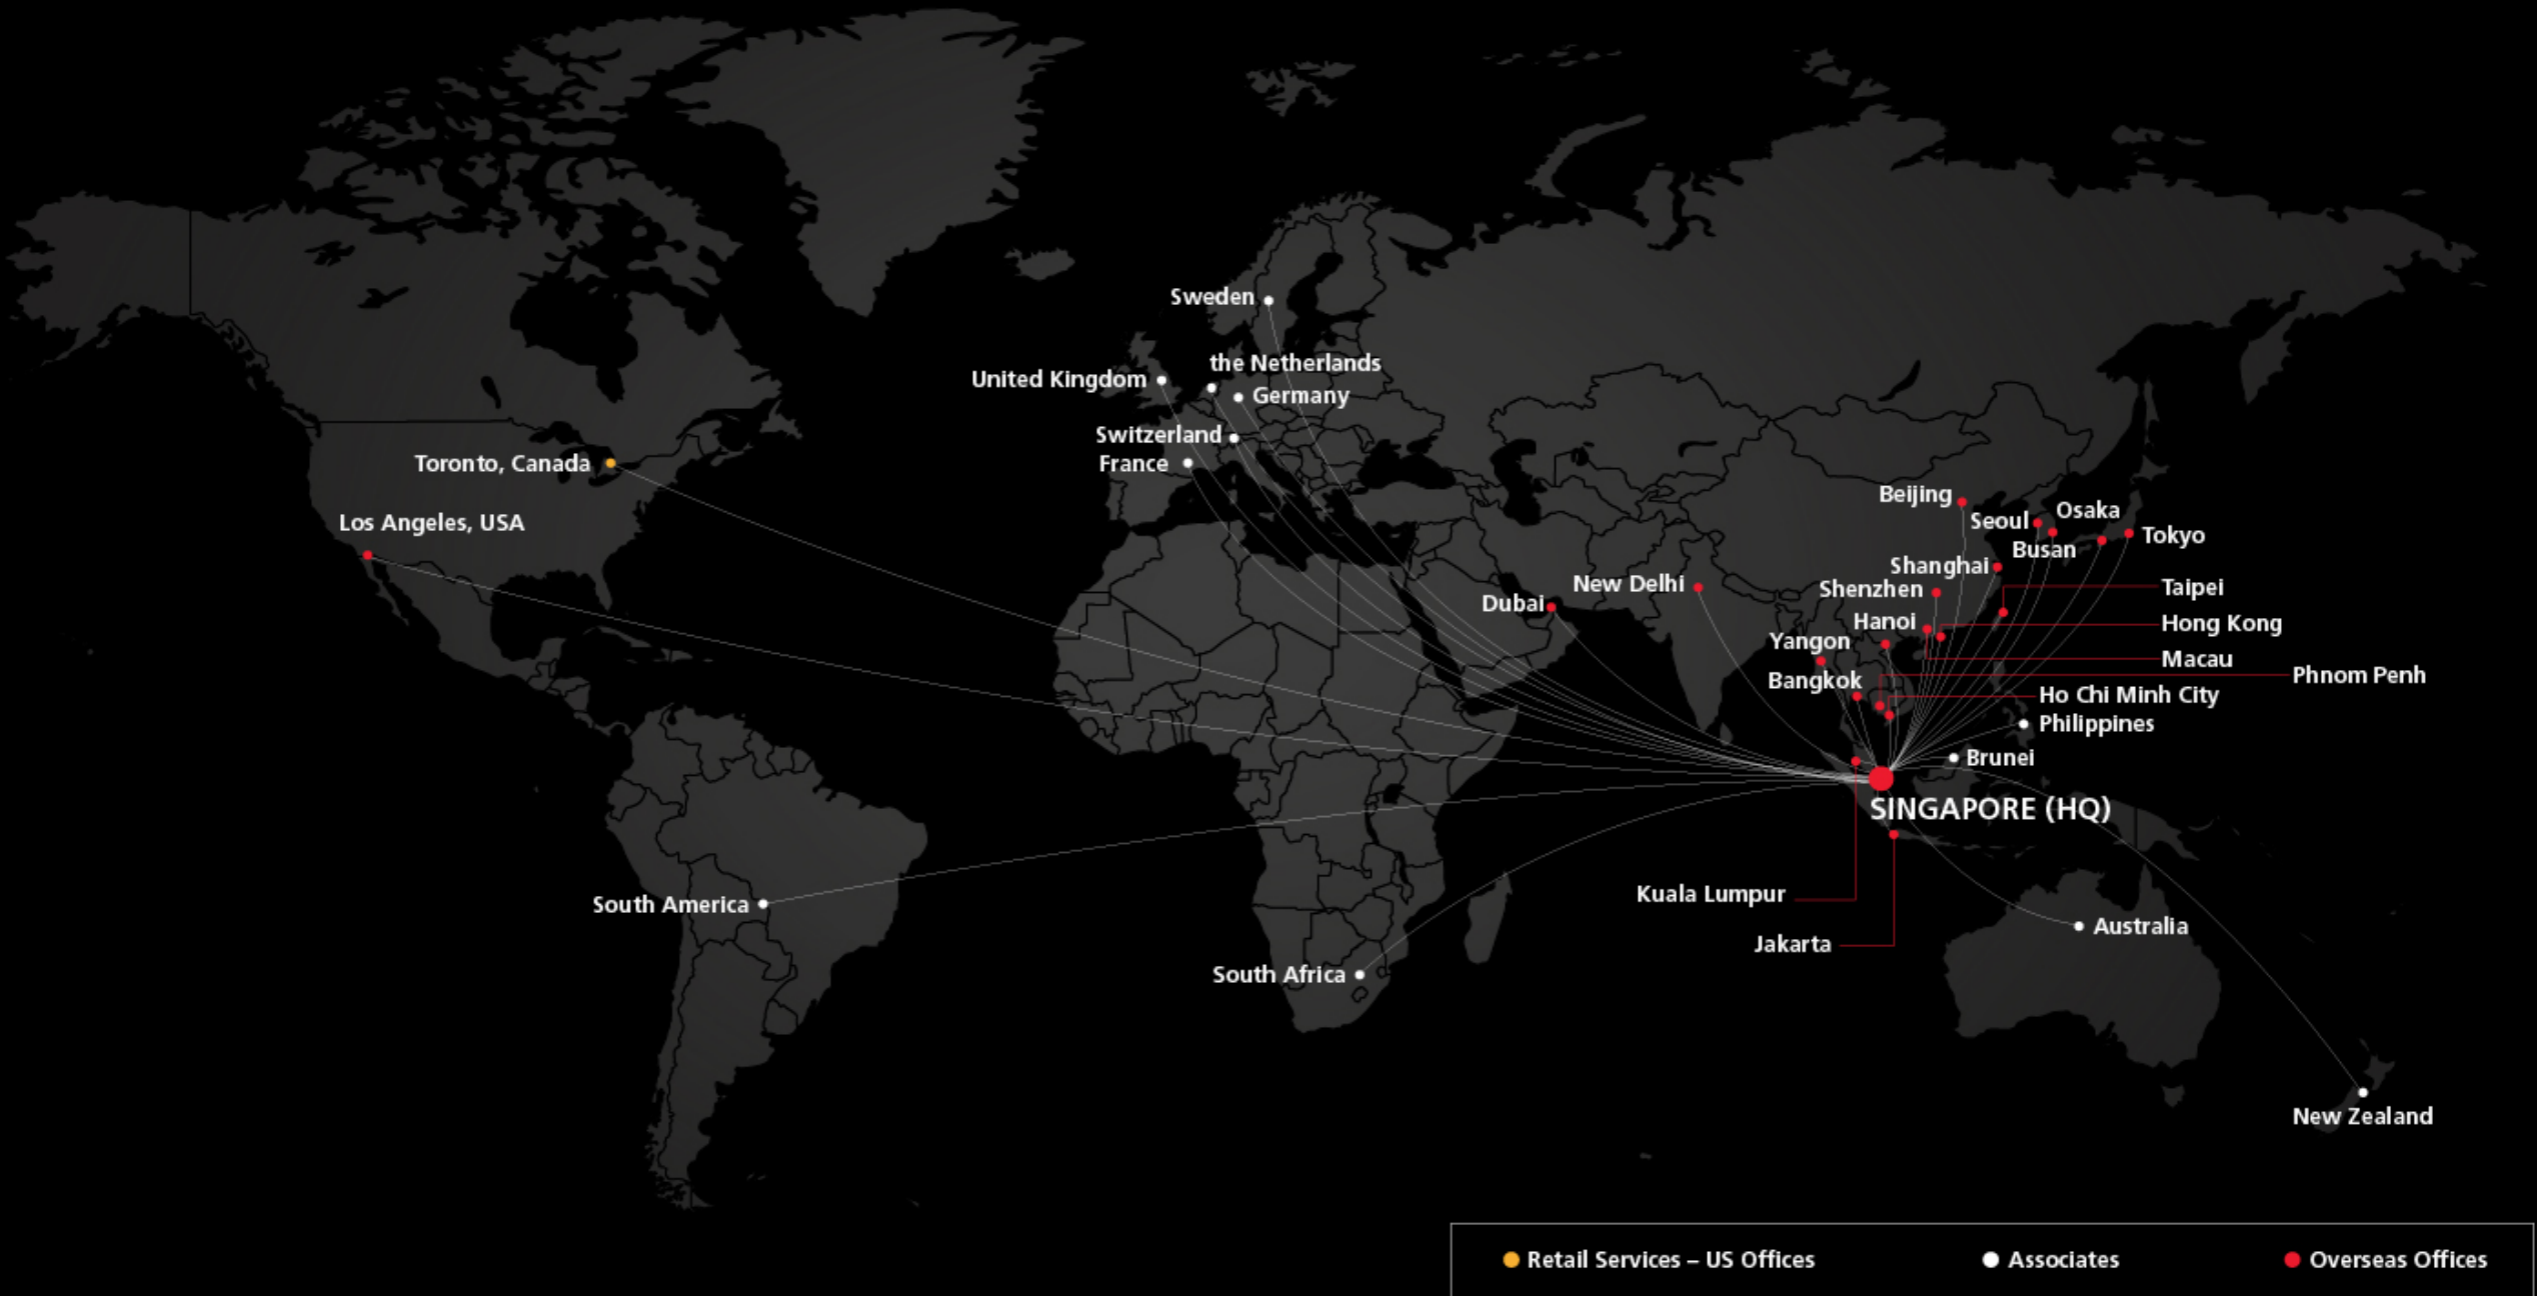 Sweden
the Netherlands
United Kingdom
Germany
Switzerland
France
Toronto, Canada
Los Angeles, USA
Beijing
Seoul
Osaka
Busan
Tokyo
Shanghai
New Delhi
Shenzhen
Taipei
Dubai
Hanoi
Hong Kong
Yangon
Macau
Bangkok
Phnom Penh
Ho Chi Minh City
Philippines
Brunei
SINGAPORE (HQ)
Kuala Lumpur
South America
Australia
Jakarta
South Africa
New Zealand
Retail Services – US Offices
Associates
Overseas Offices